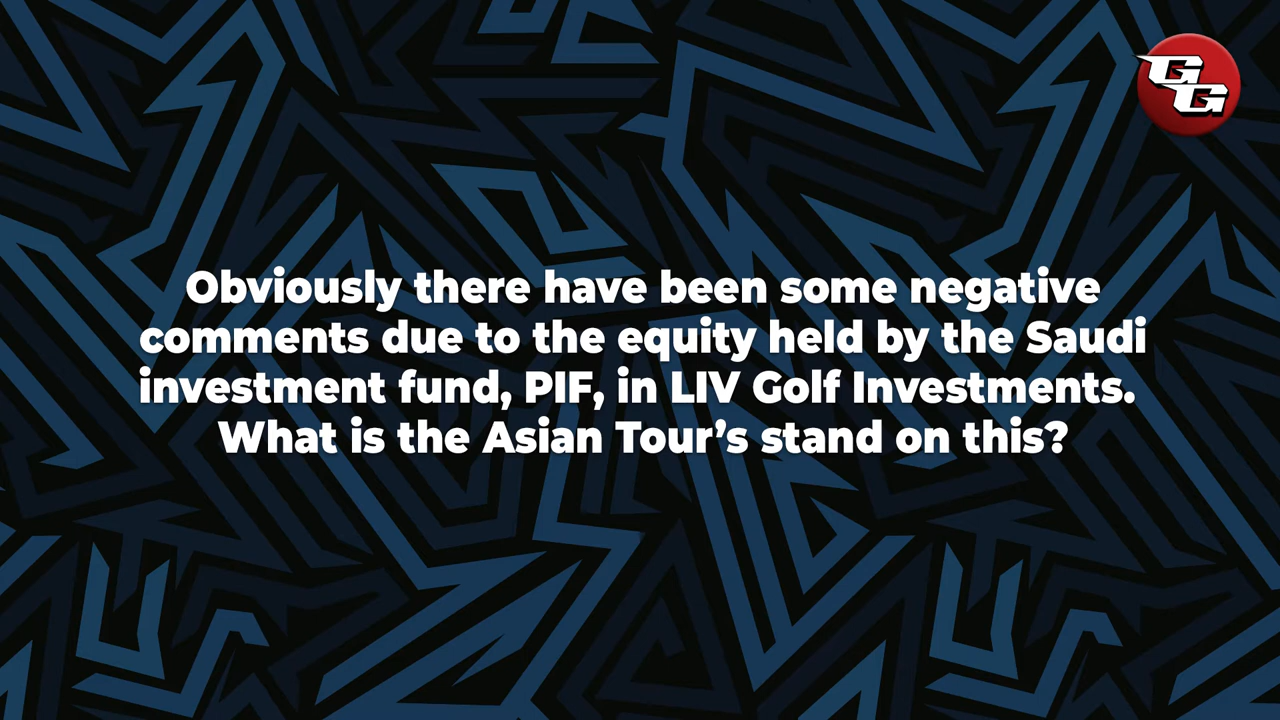 GG
Obviously there have been some negative
comments due to the equity held by the Saudi
investment fund, PIF, in LIV Golf Investments.
What is the Asian Tour’s stand on this?